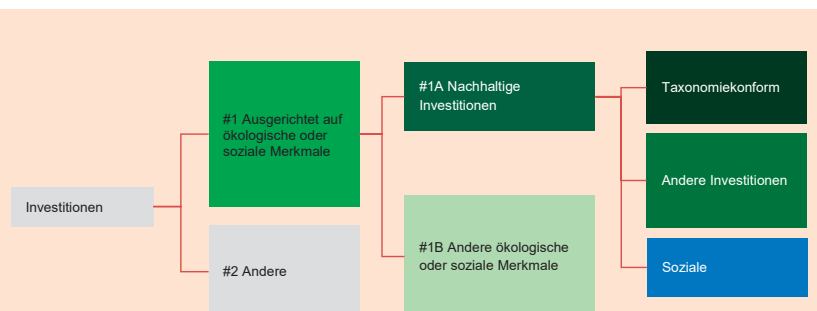 Investitionen
#1 Ausgerichtet auf
ökologische oder
soziale Merkmale
#2 Andere
#1A Nachhaltige
Investitionen
#1B Andere ökologische
oder soziale Merkmale
Taxonomiekonform
Andere Investitionen
Soziale